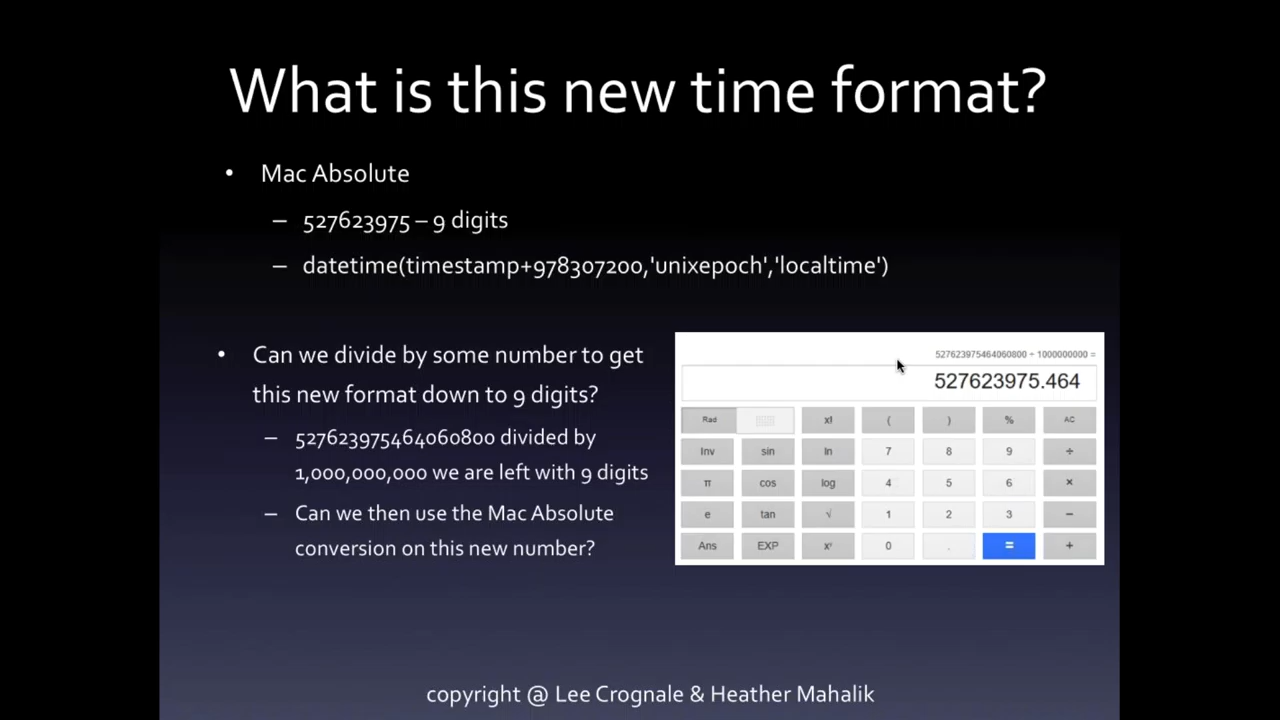 What is this new time format?
• Mac Absolute
– 527623975 – 9 digits
– datetime(timestamp+978307200,'unixepoch','localtime')
• Can we divide by some number to get
this new format down to 9 digits?
– 527623975464060800 divided by
1,000,000,000 we are left with 9 digits
– Can we then use the Mac Absolute
conversion on this new number?
527623975464060800 ÷ 1000000000 =
527623975.464
Rad x! ( ) % AC
Inv sin ln 7 8 9 ÷
π cos log 4 5 6 ×
e tan √ 1 2 3 −
Ans EXP xʸ 0 . = +
copyright @ Lee Crognale & Heather Mahalik